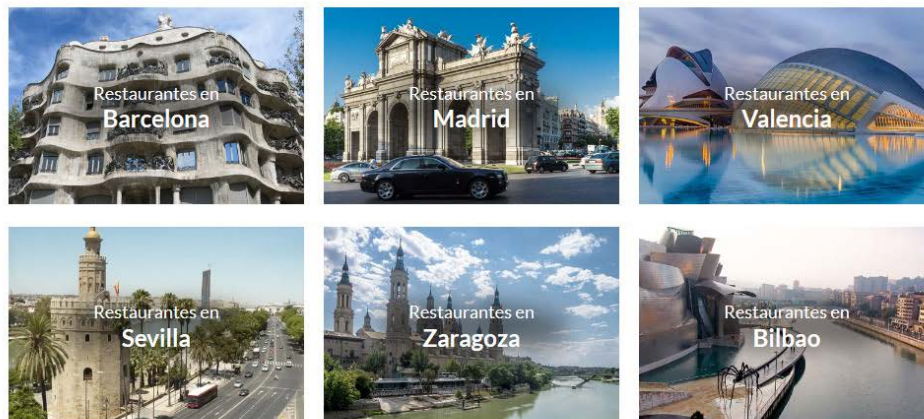 Restaurantes en
Barcelona
Restaurantes en
Madrid
Restaurantes en
Valencia
Restaurantes en
Sevilla
Restaurantes en
Zaragoza
Restaurantes en
Bilbao